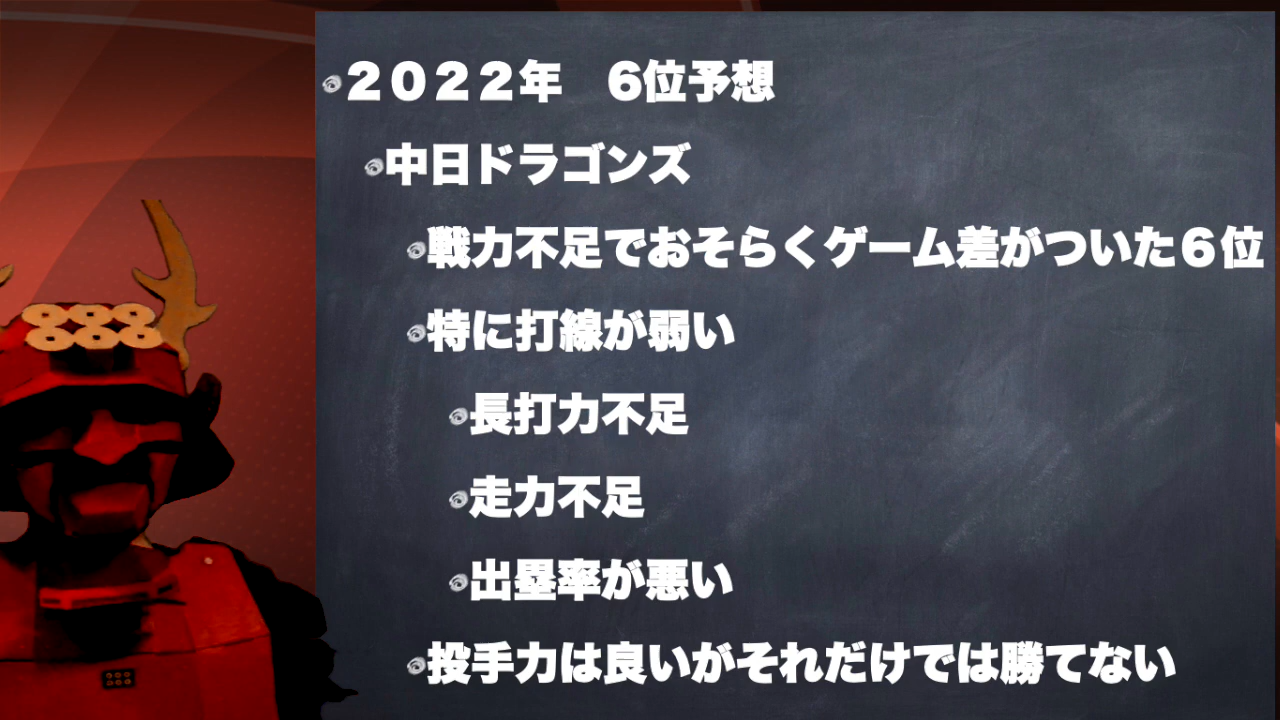 ２０２２年　6位予想
中日ドラゴンズ
戦力不足でおそらくゲーム差がついた６位
特に打線が弱い
長打力不足
走力不足
出塁率が悪い
投手力は良いがそれだけでは勝てない